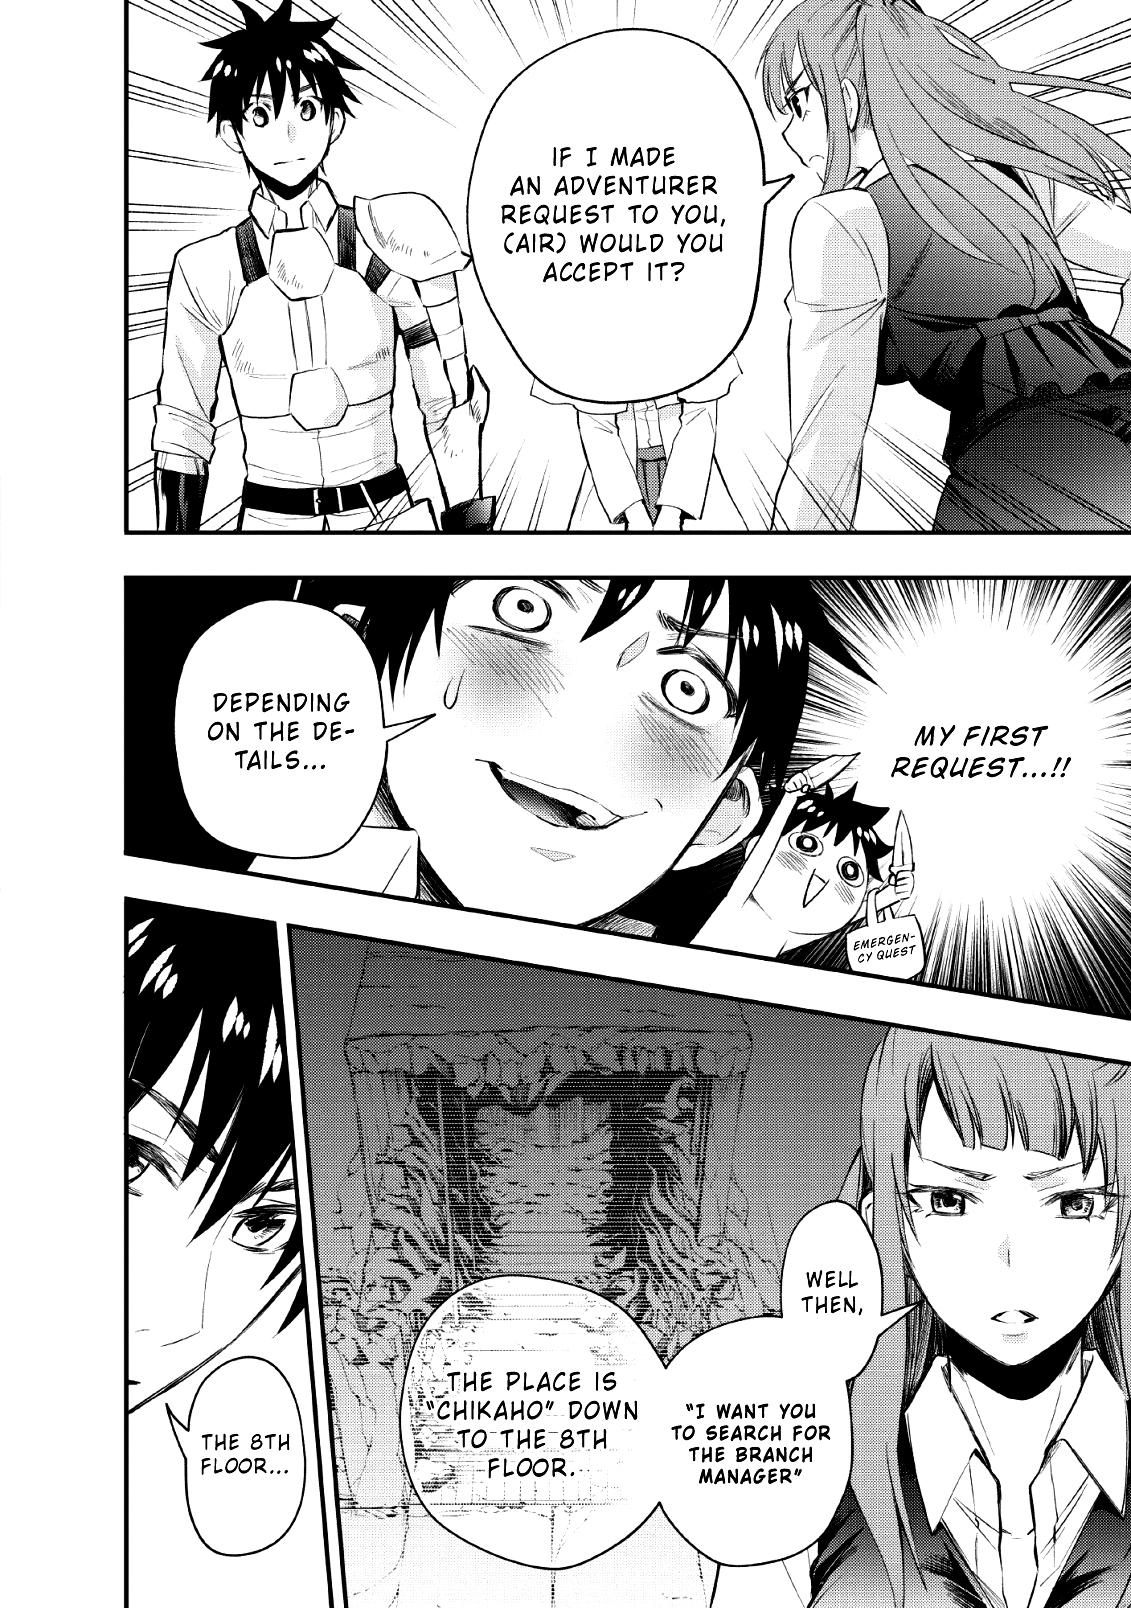 IF I MADE
AN ADVENTURER
REQUEST TO YOU,
(AIR) WOULD YOU
ACCEPT IT?
MY FIRST
REQUEST...!!
EMERGEN-
CY QUEST
DEPENDING
ON THE DE-
TAILS...
WELL
THEN,
"I WANT YOU
TO SEARCH FOR
THE BRANCH
MANAGER"
THE PLACE IS
"CHIKAHO" DOWN
TO THE 8TH
FLOOR.
THE 8TH
FLOOR...